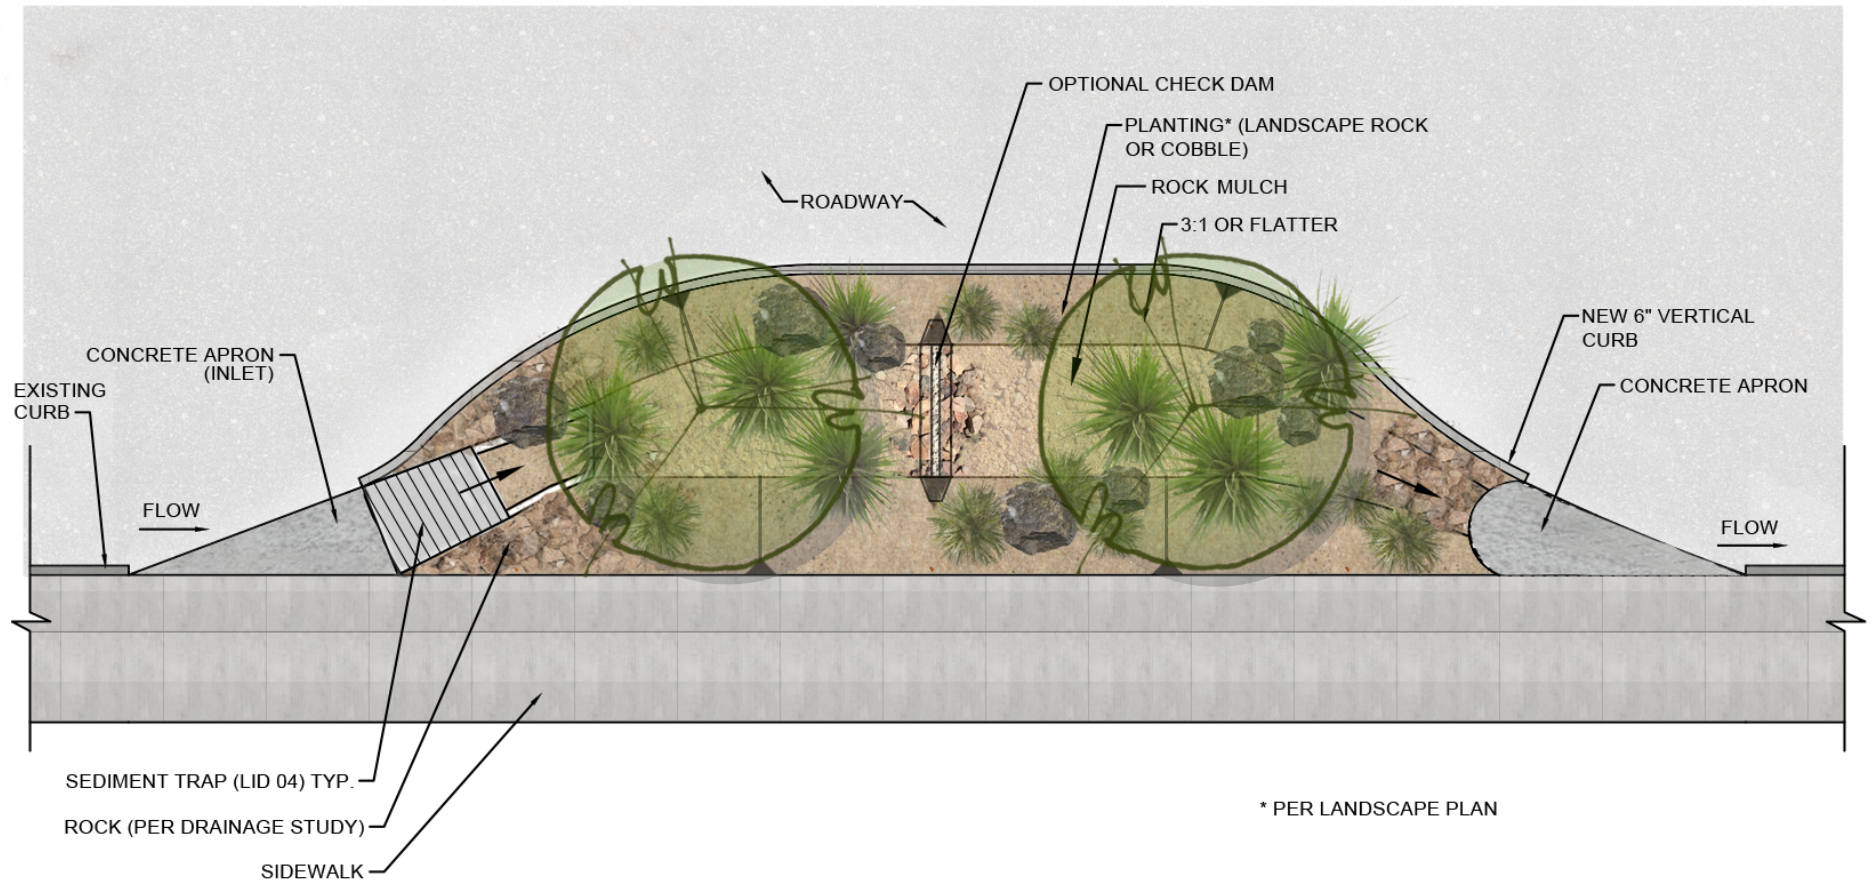 OPTIONAL CHECK DAM
PLANTING* (LANDSCAPE ROCK
OR COBBLE)
ROCK MULCH
ROADWAY
3:1 OR FLATTER
NEW 6" VERTICAL
CURB
CONCRETE APRON
(INLET)
CONCRETE APRON
EXISTING
CURB
FLOW
FLOW
SEDIMENT TRAP (LID 04) TYP.
* PER LANDSCAPE PLAN
ROCK (PER DRAINAGE STUDY)
SIDEWALK